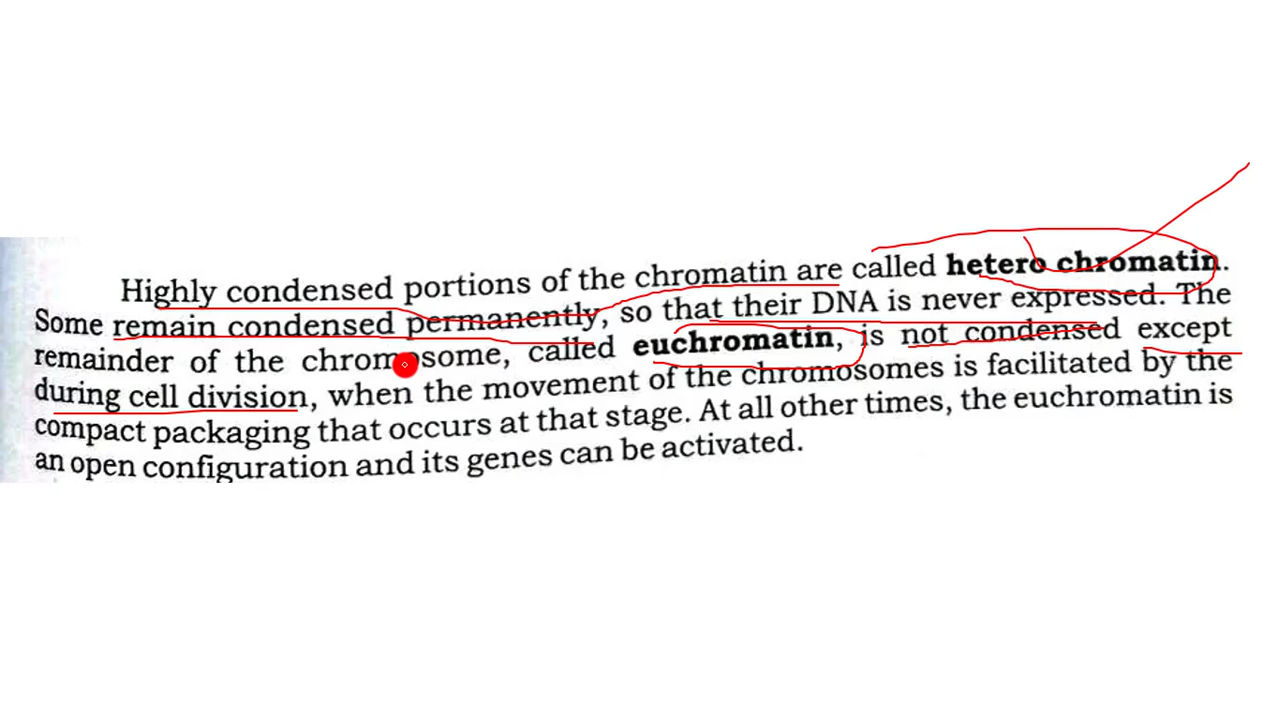 Highly condensed portions of the chromatin are called hetero chromatin.
Some remain condensed permanently, so that their DNA is never expressed. The
remainder of the chromosome, called euchromatin, is not condensed except
during cell division, when the movement of the chromosomes is facilitated by the
compact packaging that occurs at that stage. At all other times, the euchromatin is
an open configuration and its genes can be activated.